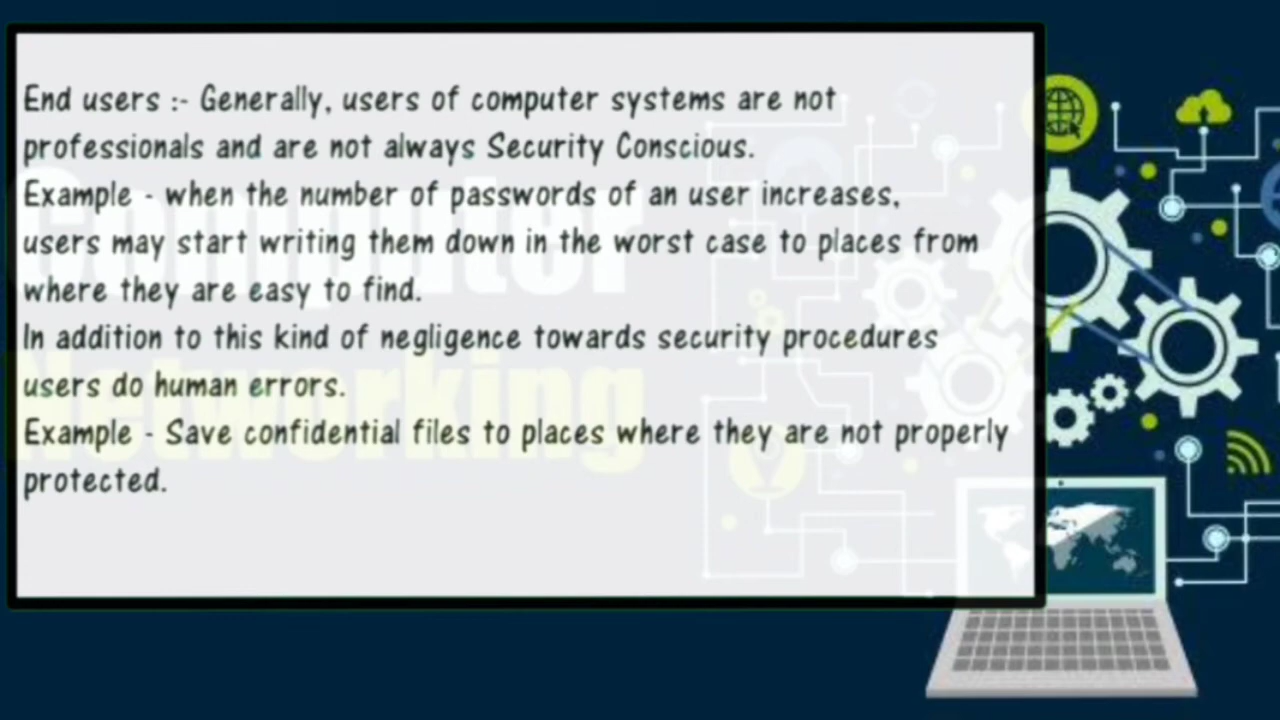 End users :- Generally, users of computer systems are not
professionals and are not always Security Conscious.
Example - when the number of passwords of an user increases,
users may start writing them down in the worst case to places from
where they are easy to find.
In addition to this kind of negligence towards security procedures
users do human errors.
Example - Save confidential files to places where they are not properly
protected.
Computer
Networking